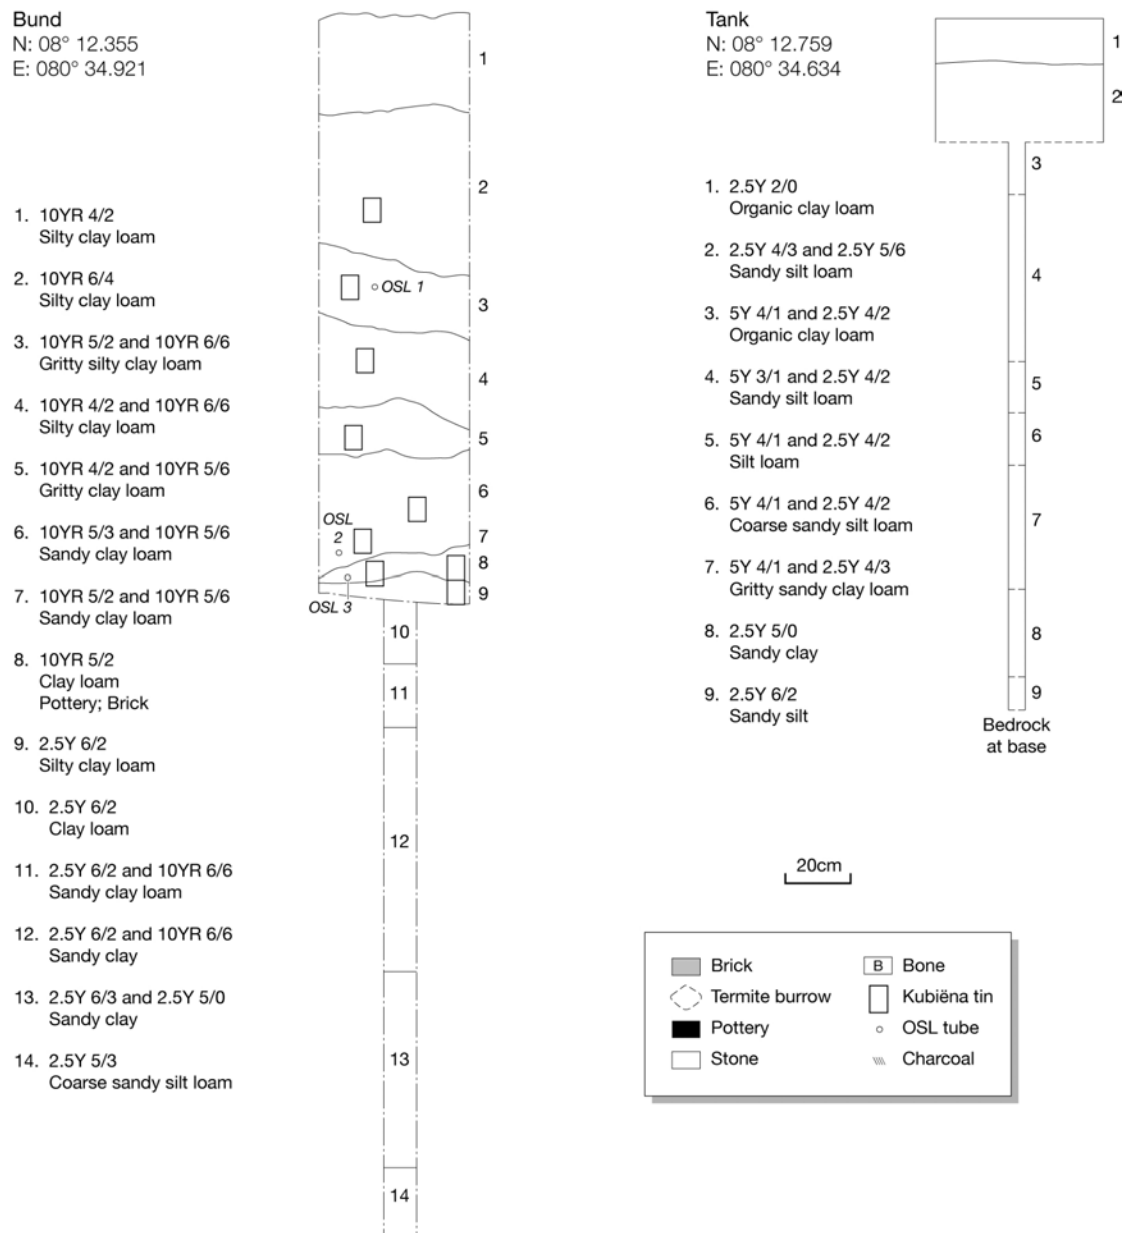 Bund
N: 08° 12.355
E: 080° 34.921
1. 10YR 4/2
Silty clay loam
2. 10YR 6/4
Silty clay loam
3. 10YR 5/2 and 10YR 6/6
Gritty silty clay loam
4. 10YR 4/2 and 10YR 6/6
Silty clay loam
5. 10YR 4/2 and 10YR 5/6
Gritty clay loam
6. 10YR 5/3 and 10YR 5/6
Sandy clay loam
7. 10YR 5/2 and 10YR 5/6
Sandy clay loam
8. 10YR 5/2
Clay loam
Pottery; Brick
9. 2.5Y 6/2
Silty clay loam
10. 2.5Y 6/2
Clay loam
11. 2.5Y 6/2 and 10YR 6/6
Sandy clay loam
12. 2.5Y 6/2 and 10YR 6/6
Sandy clay
13. 2.5Y 6/3 and 2.5Y 5/0
Sandy clay
14. 2.5Y 5/3
Coarse sandy silt loam
1
2
OSL 1
3
4
5
6
OSL
2
7
8
9
OSL 3
10
11
12
13
14
Tank
N: 08° 12.759
E: 080° 34.634
1. 2.5Y 2/0
Organic clay loam
2. 2.5Y 4/3 and 2.5Y 5/6
Sandy silt loam
3. 5Y 4/1 and 2.5Y 4/2
Organic clay loam
4. 5Y 3/1 and 2.5Y 4/2
Sandy silt loam
5. 5Y 4/1 and 2.5Y 4/2
Silt loam
6. 5Y 4/1 and 2.5Y 4/2
Coarse sandy silt loam
7. 5Y 4/1 and 2.5Y 4/3
Gritty sandy clay loam
8. 2.5Y 5/0
Sandy clay
9. 2.5Y 6/2
Sandy silt
1
2
3
4
5
6
7
8
9
Bedrock
at base
20cm
Brick
Termite burrow
Pottery
Stone
B Bone
Kubiëna tin
OSL tube
Charcoal